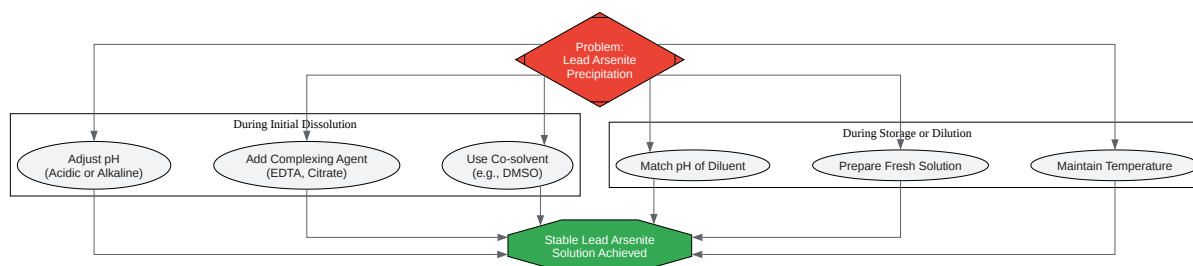 Problem:
Lead Arsenite
Precipitation
During Initial Dissolution
Adjust pH
(Acidic or Alkaline)
Add Complexing Agent
(EDTA, Citrate)
Use Co-solvent
(e.g., DMSO)
During Storage or Dilution
Match pH of Diluent
Prepare Fresh Solution
Maintain Temperature
Stable Lead Arsenite
Solution Achieved